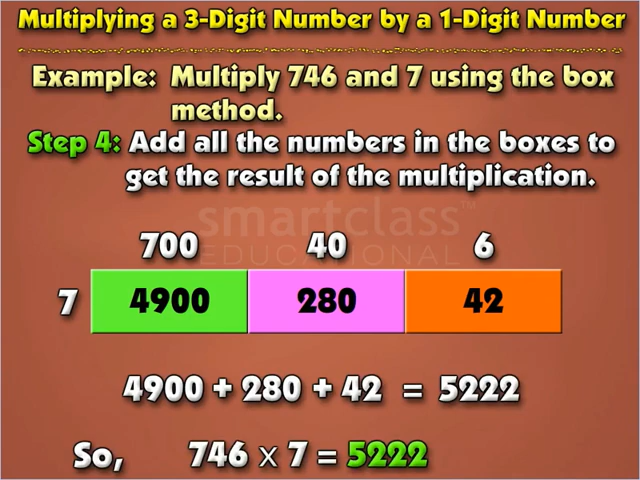 Multiplying a 3-Digit Number by a 1-Digit Number
Example: Multiply 746 and 7 using the box
method.
Step 4: Add all the numbers in the boxes to
get the result of the multiplication.
smartclass™
EDUCATIONAL
700 40 6
7 4900 280 42
4900 + 280 + 42 = 5222
So, 746 x 7 = 5222